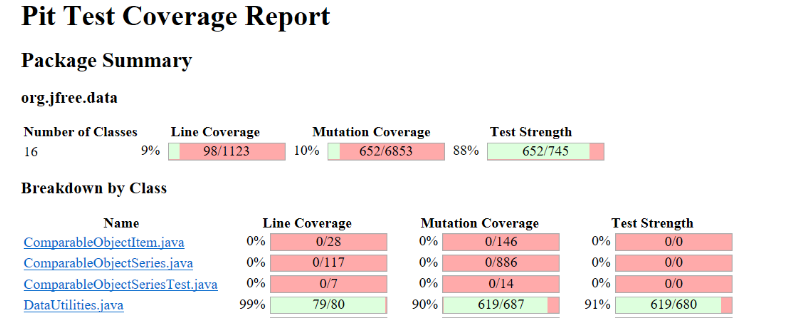 Pit Test Coverage Report
Package Summary
org.jfree.data
Number of Classes Line Coverage Mutation Coverage Test Strength
16 9% 98/1123 10% 652/6853 88% 652/745
Breakdown by Class
Name Line Coverage Mutation Coverage Test Strength
ComparableObjectItem.java 0% 0/28 0% 0/146 0% 0/0
ComparableObjectSeries.java 0% 0/117 0% 0/886 0% 0/0
ComparableObjectSeriesTest.java 0% 0/7 0% 0/14 0% 0/0
DataUtilities.java 99% 79/80 90% 619/687 91% 619/680